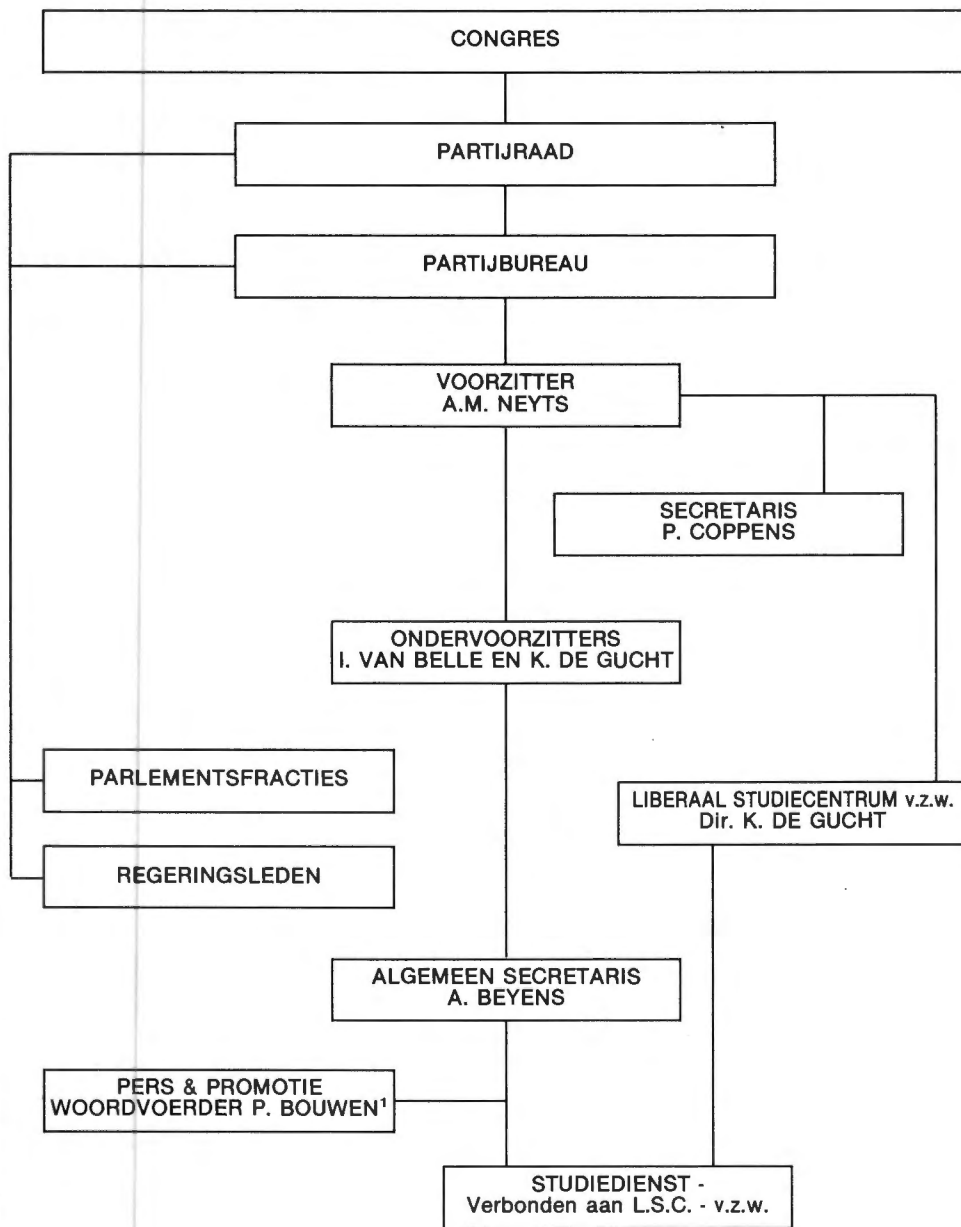 CONGRES
PARTIJRAAD
PARTIJBUREAU
VOORZITTER
A.M. NEYTS
SECRETARIS
P. COPPENS
ONDERVOORZITTERS
I. VAN BELLE EN K. DE GUCHT
PARLEMENTSFRACTIES
LIBERAAL STUDIECENTRUM v.z.w.
Dir. K. DE GUCHT
REGERINGSLEDEN
ALGEMEEN SECRETARIS
A. BEYENS
PERS & PROMOTIE
WOORDVOERDER P. BOUWEN¹
STUDIEDIENST -
Verbonden aan L.S.C. - v.z.w.